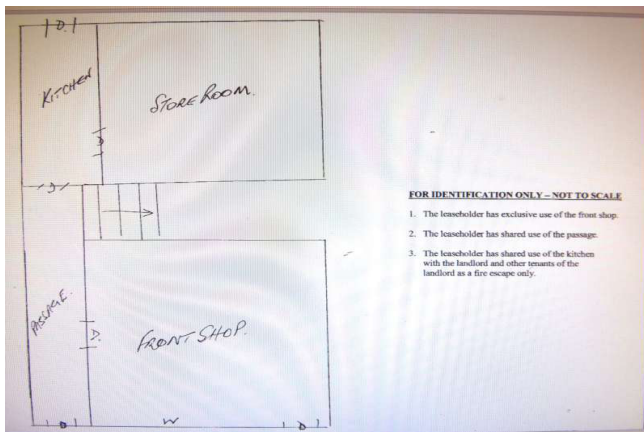 D.
KITCHEN
STORE ROOM.
D
D
PASSAGE.
D.
FRONT SHOP.
D
W
D
FOR IDENTIFICATION ONLY – NOT TO SCALE
1. The leaseholder has exclusive use of the front shop.
2. The leaseholder has shared use of the passage.
3. The leaseholder has shared use of the kitchen
with the landlord and other tenants of the
landlord as a fire escape only.